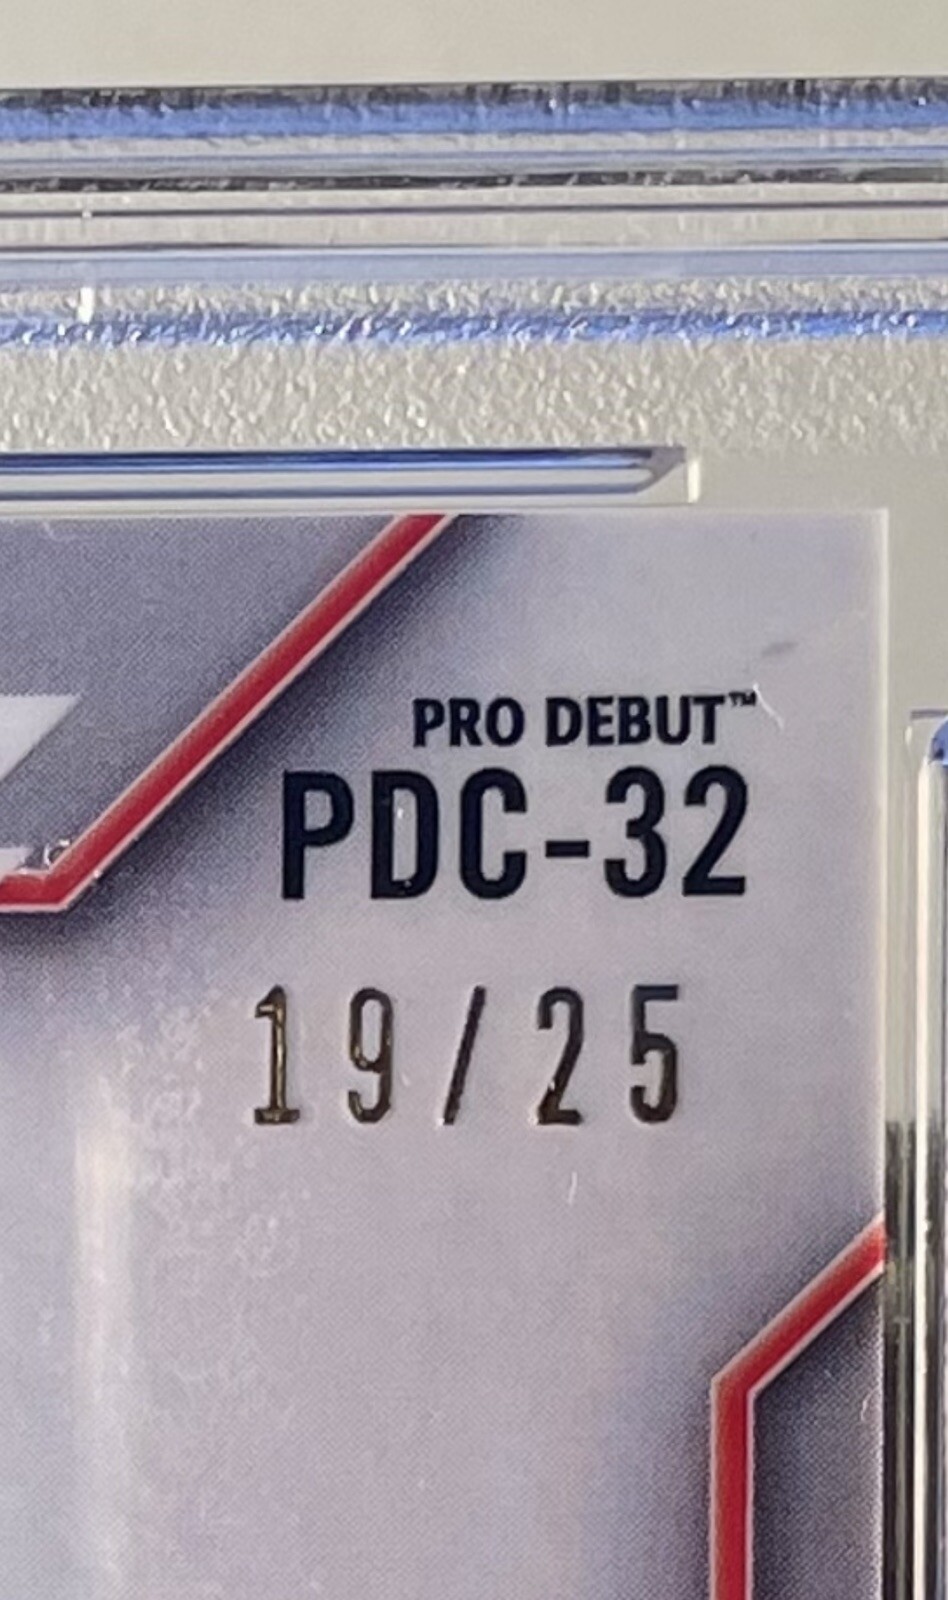 PRO DEBUT™
PDC-32
19/25